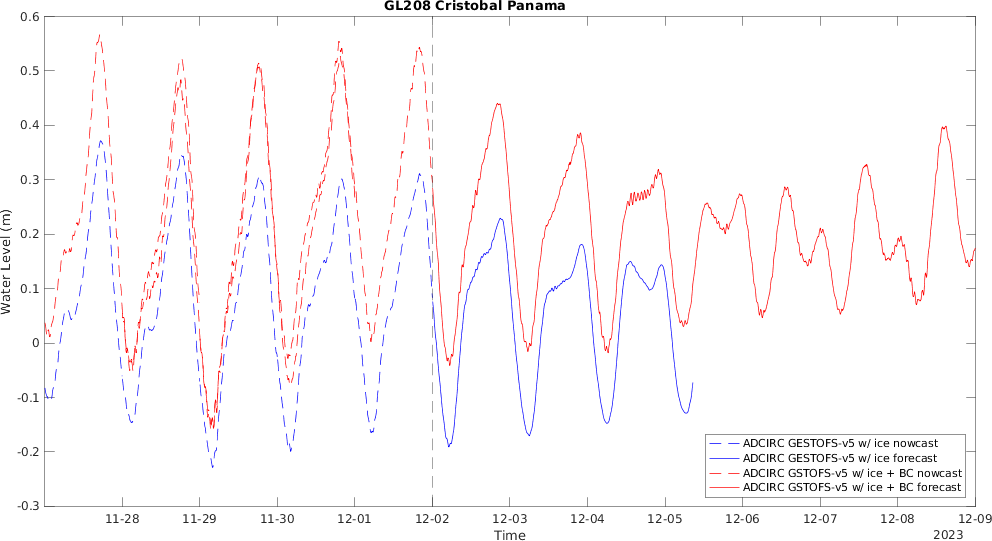 GL208 Cristobal Panama
0.6
0.5
0.4
0.3
0.2
0.1
0
-0.1
-0.2
-0.3
Water Level (m)
ADCIRC GESTOFS-v5 w/ ice nowcast
ADCIRC GESTOFS-v5 w/ ice forecast
ADCIRC GSTOFS-v5 w/ ice + BC nowcast
ADCIRC GSTOFS-v5 w/ ice + BC forecast
11-28 11-29 11-30 12-01 12-02 12-03 12-04 12-05 12-06 12-07 12-08 12-09
Time
2023